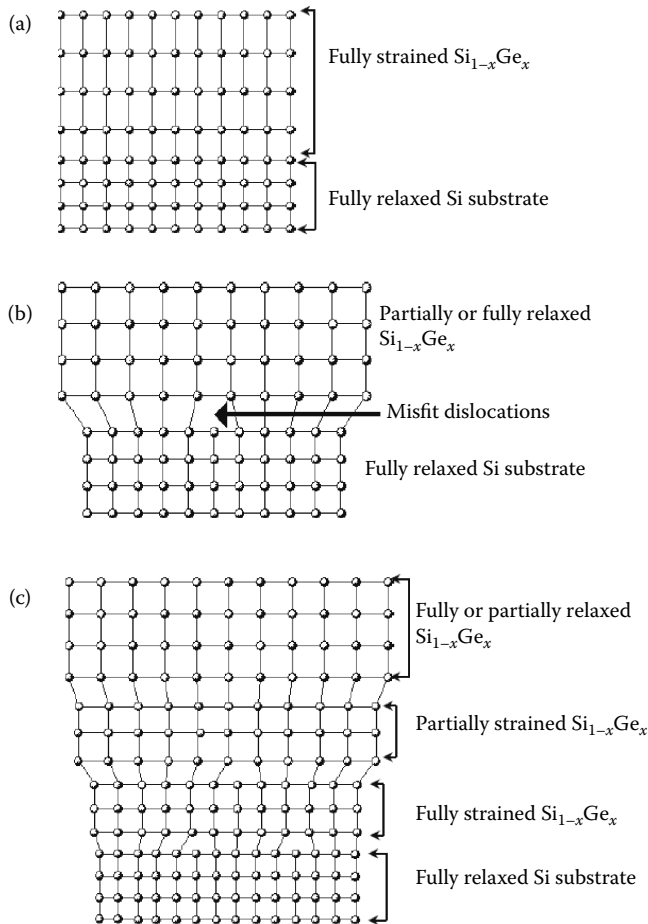 (a)
Fully strained Si₁₋ₓGeₓ
Fully relaxed Si substrate
(b)
Partially or fully relaxed
Si₁₋ₓGeₓ
Misfit dislocations
Fully relaxed Si substrate
(c)
Fully or partially relaxed
Si₁₋ₓGeₓ
Partially strained Si₁₋ₓGeₓ
Fully strained Si₁₋ₓGeₓ
Fully relaxed Si substrate